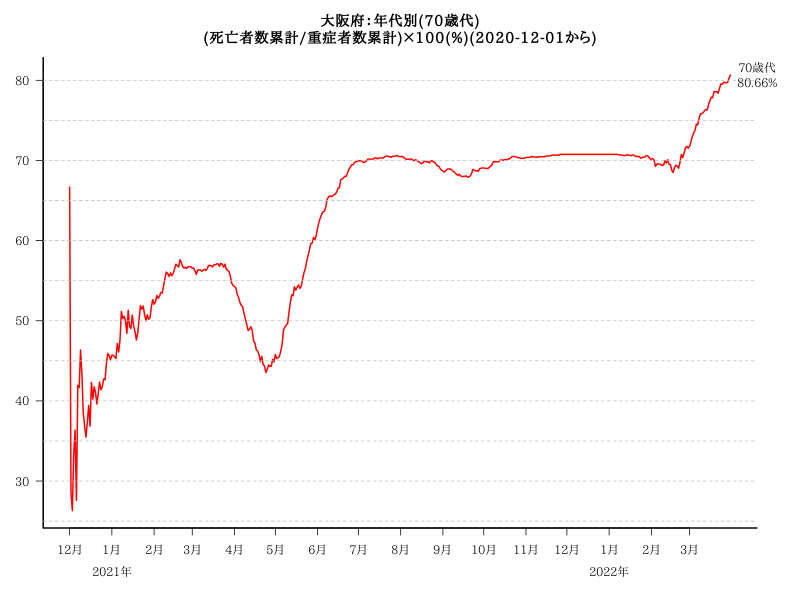 大阪府：年代別(70歳代)
(死亡者数累計/重症者数累計)×100(%)(2020-12-01から)
70歳代
80.66%
80
70
60
50
40
30
12月 1月 2月 3月 4月 5月 6月 7月 8月 9月 10月 11月 12月 1月 2月 3月
2021年 2022年